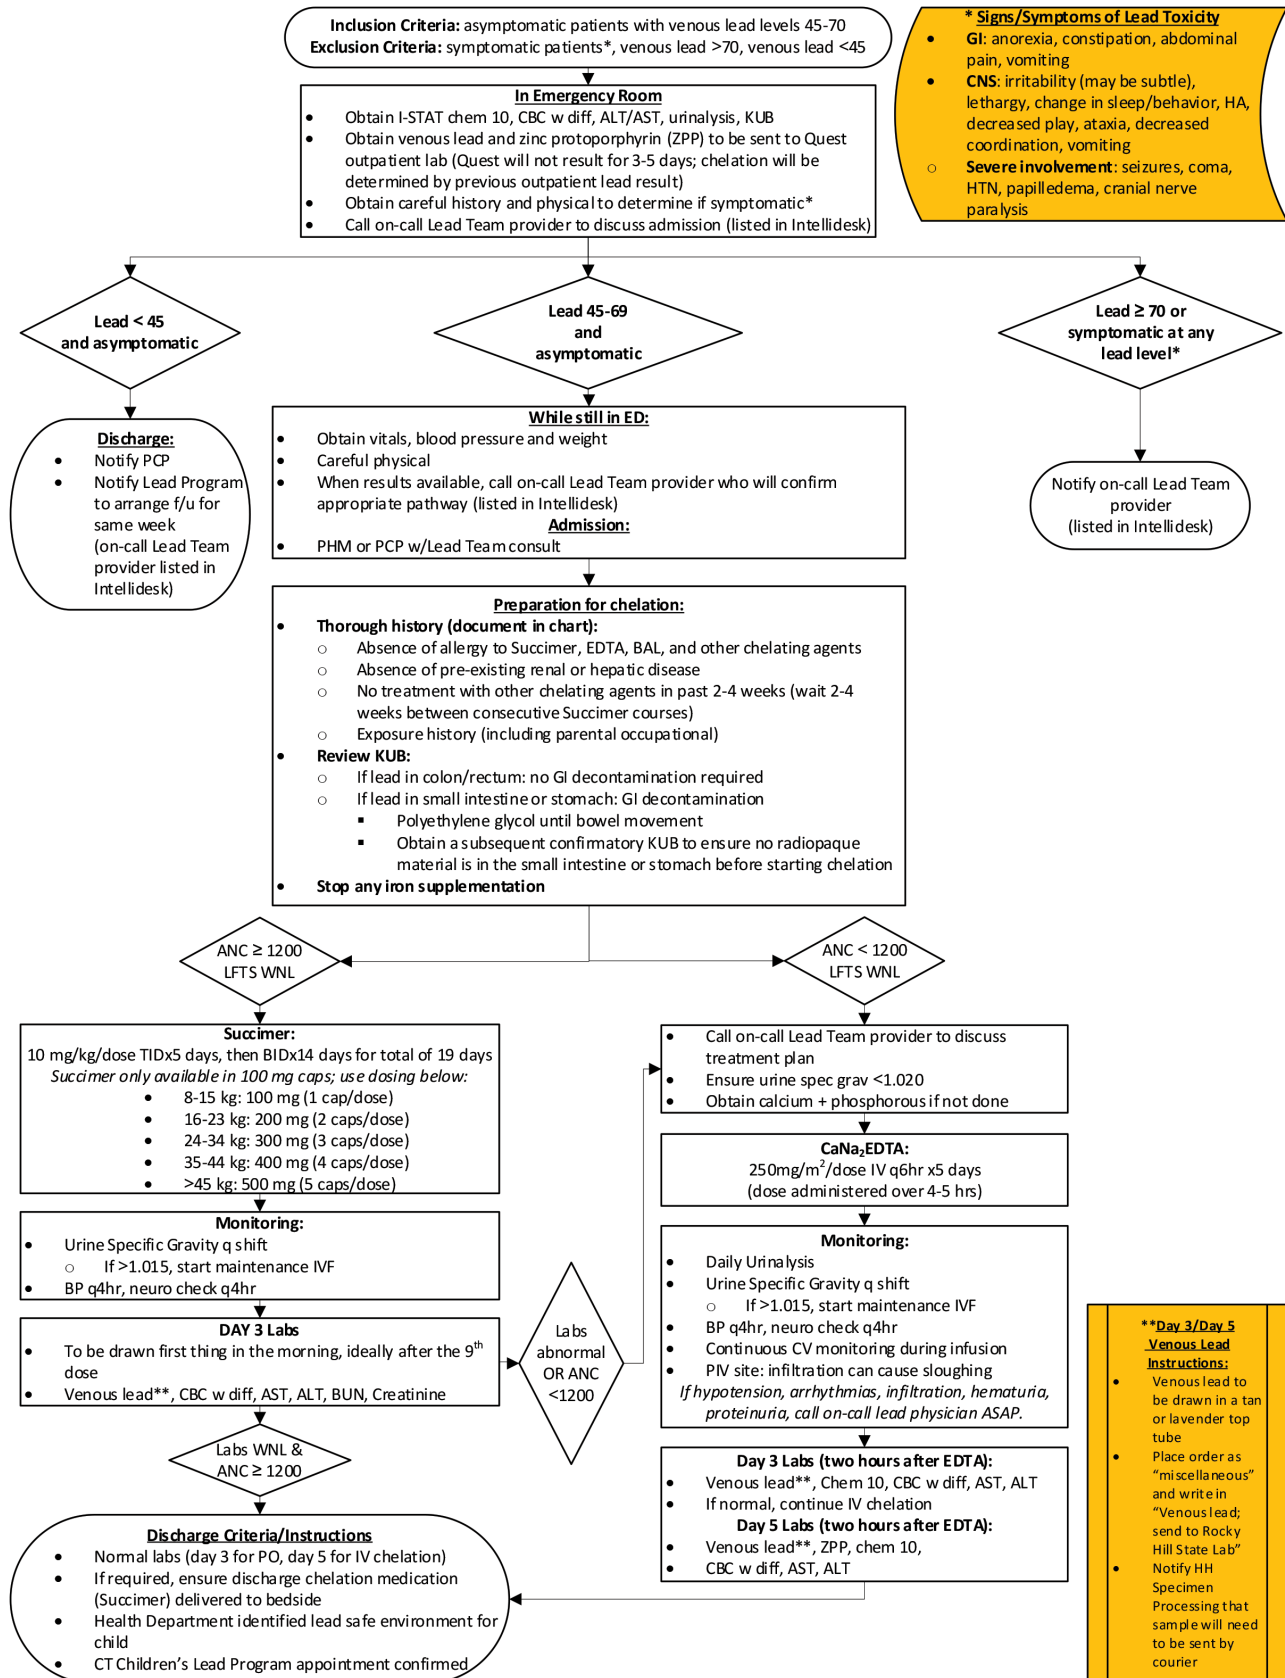 Inclusion Criteria: asymptomatic patients with venous lead levels 45-70
Exclusion Criteria: symptomatic patients*, venous lead >70, venous lead <45
* Signs/Symptoms of Lead Toxicity
• GI: anorexia, constipation, abdominal
pain, vomiting
• CNS: irritability (may be subtle),
lethargy, change in sleep/behavior, HA,
decreased play, ataxia, decreased
coordination, vomiting
○ Severe involvement: seizures, coma,
HTN, papilledema, cranial nerve
paralysis
In Emergency Room
• Obtain I-STAT chem 10, CBC w diff, ALT/AST, urinalysis, KUB
• Obtain venous lead and zinc protoporphyrin (ZPP) to be sent to Quest
outpatient lab (Quest will not result for 3-5 days; chelation will be
determined by previous outpatient lead result)
• Obtain careful history and physical to determine if symptomatic*
• Call on-call Lead Team provider to discuss admission (listed in Intellidesk)
Lead < 45
and asymptomatic
Lead 45-69
and
asymptomatic
Lead ≥ 70 or
symptomatic at any
lead level*
Discharge:
• Notify PCP
• Notify Lead Program
to arrange f/u for
same week
(on-call Lead Team
provider listed in
Intellidesk)
While still in ED:
• Obtain vitals, blood pressure and weight
• Careful physical
• When results available, call on-call Lead Team provider who will confirm
appropriate pathway (listed in Intellidesk)
Admission:
• PHM or PCP w/Lead Team consult
Notify on-call Lead Team
provider
(listed in Intellidesk)
Preparation for chelation:
• Thorough history (document in chart):
○ Absence of allergy to Succimer, EDTA, BAL, and other chelating agents
○ Absence of pre-existing renal or hepatic disease
○ No treatment with other chelating agents in past 2-4 weeks (wait 2-4
weeks between consecutive Succimer courses)
○ Exposure history (including parental occupational)
• Review KUB:
○ If lead in colon/rectum: no GI decontamination required
○ If lead in small intestine or stomach: GI decontamination
▪ Polyethylene glycol until bowel movement
▪ Obtain a subsequent confirmatory KUB to ensure no radiopaque
material is in the small intestine or stomach before starting chelation
• Stop any iron supplementation
ANC ≥ 1200
LFTS WNL
ANC < 1200
LFTS WNL
Succimer:
10 mg/kg/dose TIDx5 days, then BIDx14 days for total of 19 days
Succimer only available in 100 mg caps; use dosing below:
• 8-15 kg: 100 mg (1 cap/dose)
• 16-23 kg: 200 mg (2 caps/dose)
• 24-34 kg: 300 mg (3 caps/dose)
• 35-44 kg: 400 mg (4 caps/dose)
• >45 kg: 500 mg (5 caps/dose)
Monitoring:
• Urine Specific Gravity q shift
○ If >1.015, start maintenance IVF
• BP q4hr, neuro check q4hr
DAY 3 Labs
• To be drawn first thing in the morning, ideally after the 9th
dose
• Venous lead**, CBC w diff, AST, ALT, BUN, Creatinine
Labs
abnormal
OR ANC
<1200
Labs WNL &
ANC ≥ 1200
• Call on-call Lead Team provider to discuss
treatment plan
• Ensure urine spec grav <1.020
• Obtain calcium + phosphorous if not done
CaNa₂EDTA:
250mg/m²/dose IV q6hr x5 days
(dose administered over 4-5 hrs)
Monitoring:
• Daily Urinalysis
• Urine Specific Gravity q shift
○ If >1.015, start maintenance IVF
• BP q4hr, neuro check q4hr
• Continuous CV monitoring during infusion
• PIV site: infiltration can cause sloughing
If hypotension, arrhythmias, infiltration, hematuria,
proteinuria, call on-call lead physician ASAP.
Day 3 Labs (two hours after EDTA):
• Venous lead**, Chem 10, CBC w diff, AST, ALT
• If normal, continue IV chelation
Day 5 Labs (two hours after EDTA):
• Venous lead**, ZPP, chem 10,
• CBC w diff, AST, ALT
Discharge Criteria/Instructions
• Normal labs (day 3 for PO, day 5 for IV chelation)
• If required, ensure discharge chelation medication
(Succimer) delivered to bedside
• Health Department identified lead safe environment for
child
• CT Children's Lead Program appointment confirmed
**Day 3/Day 5
Venous Lead
Instructions:
• Venous lead to
be drawn in a tan
or lavender top
tube
• Place order as
“miscellaneous”
and write in
“Venous lead;
send to Rocky
Hill State Lab”
• Notify HH
Specimen
Processing that
sample will need
to be sent by
courier